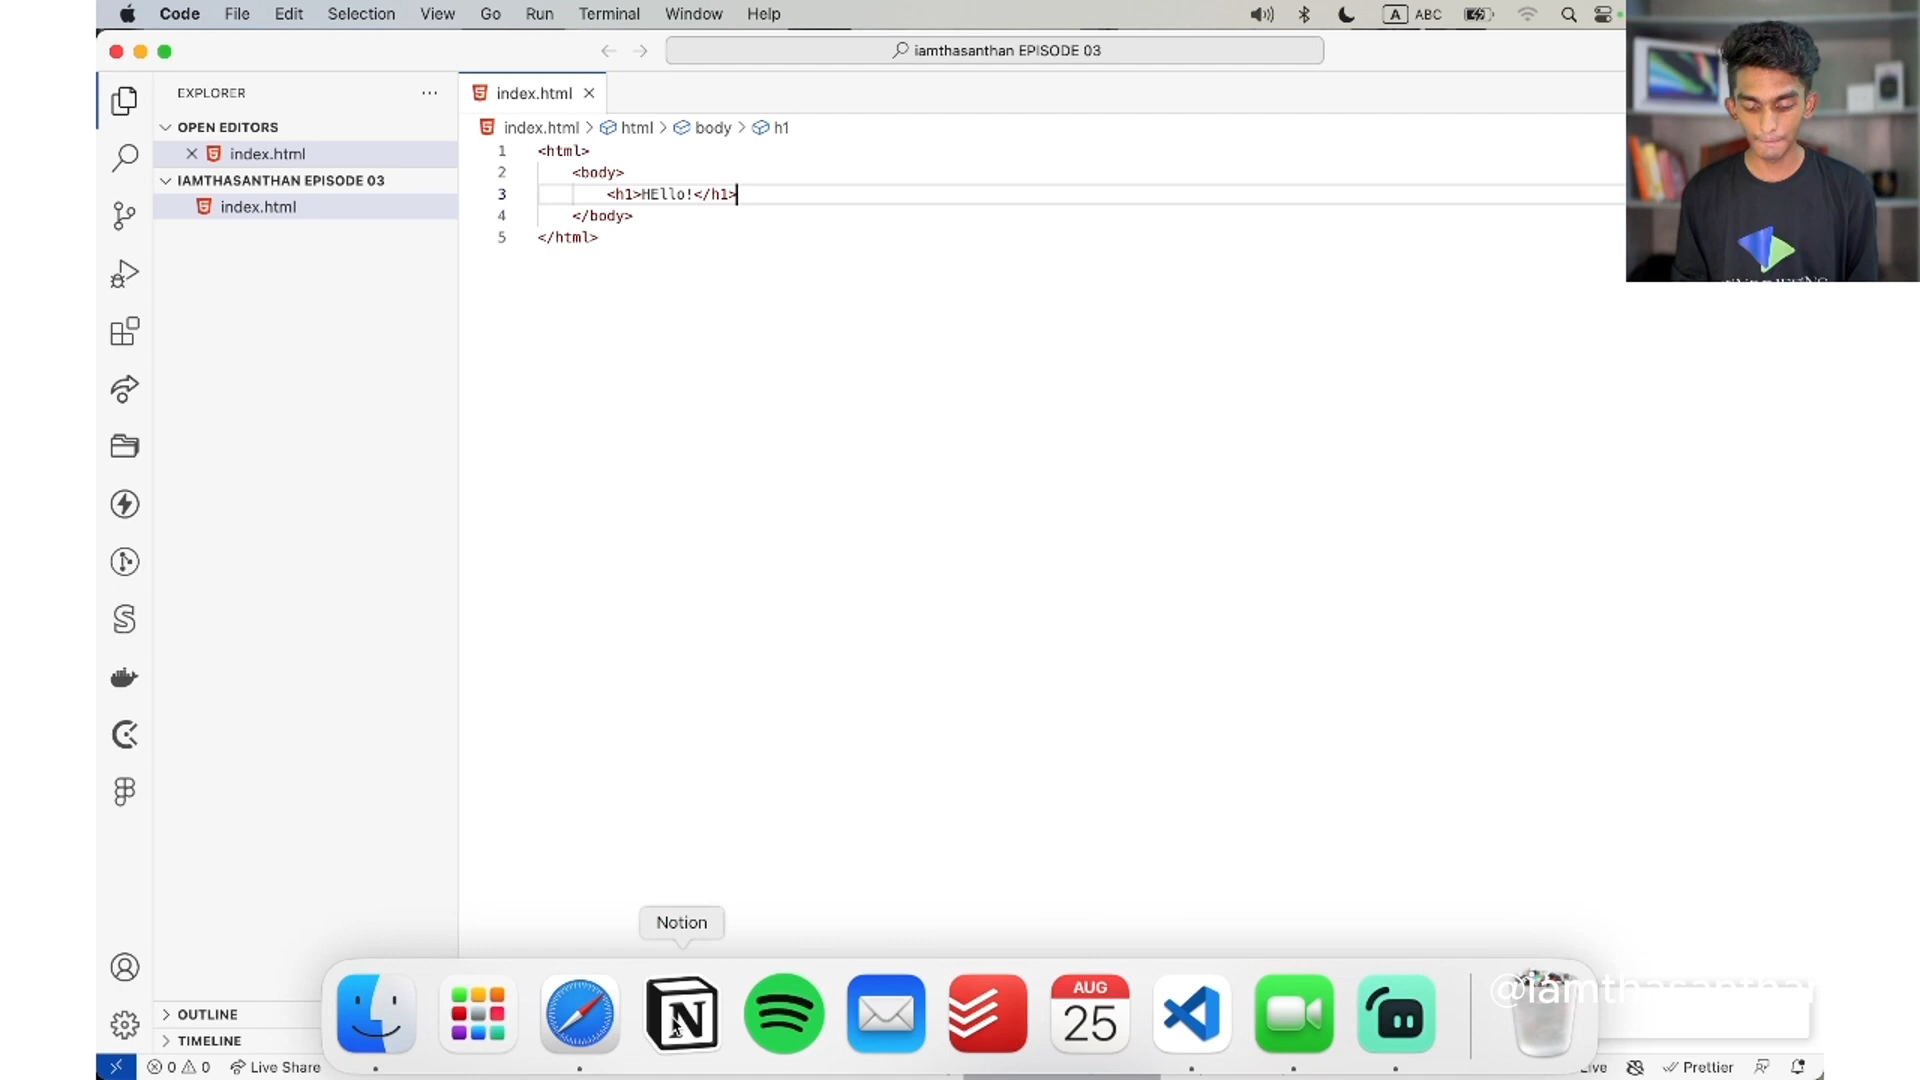 Code File Edit Selection View Go Run Terminal Window Help
A ABC
iamthasanthan EPISODE 03
EXPLORER
OPEN EDITORS
index.html
IAMTHASANTHAN EPISODE 03
index.html
index.html
index.html > html > body > h1
1 <html>
2 <body>
3 <h1>HEllo!</h1>
4 </body>
5 </html>
Notion
AUG
25
@iamthasanthan
OUTLINE
TIMELINE
0 0 Live Share
Prettier